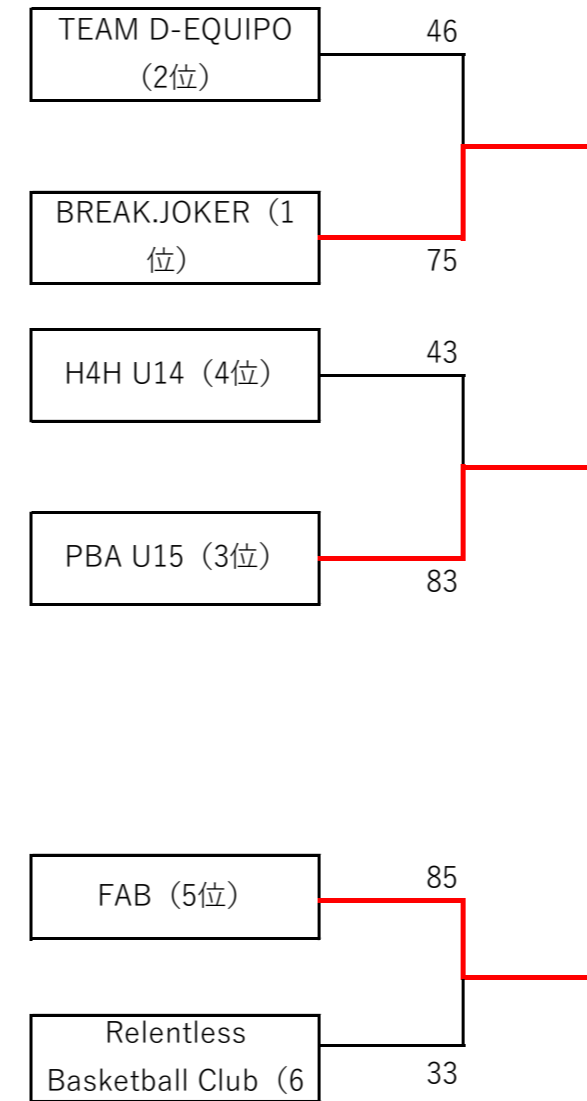 TEAM D-EQUIPO
（2位）
46
BREAK.JOKER（1
位）
75
H4H U14（4位）
43
PBA U15（3位）
83
FAB（5位）
85
Relentless
Basketball Club（6
33